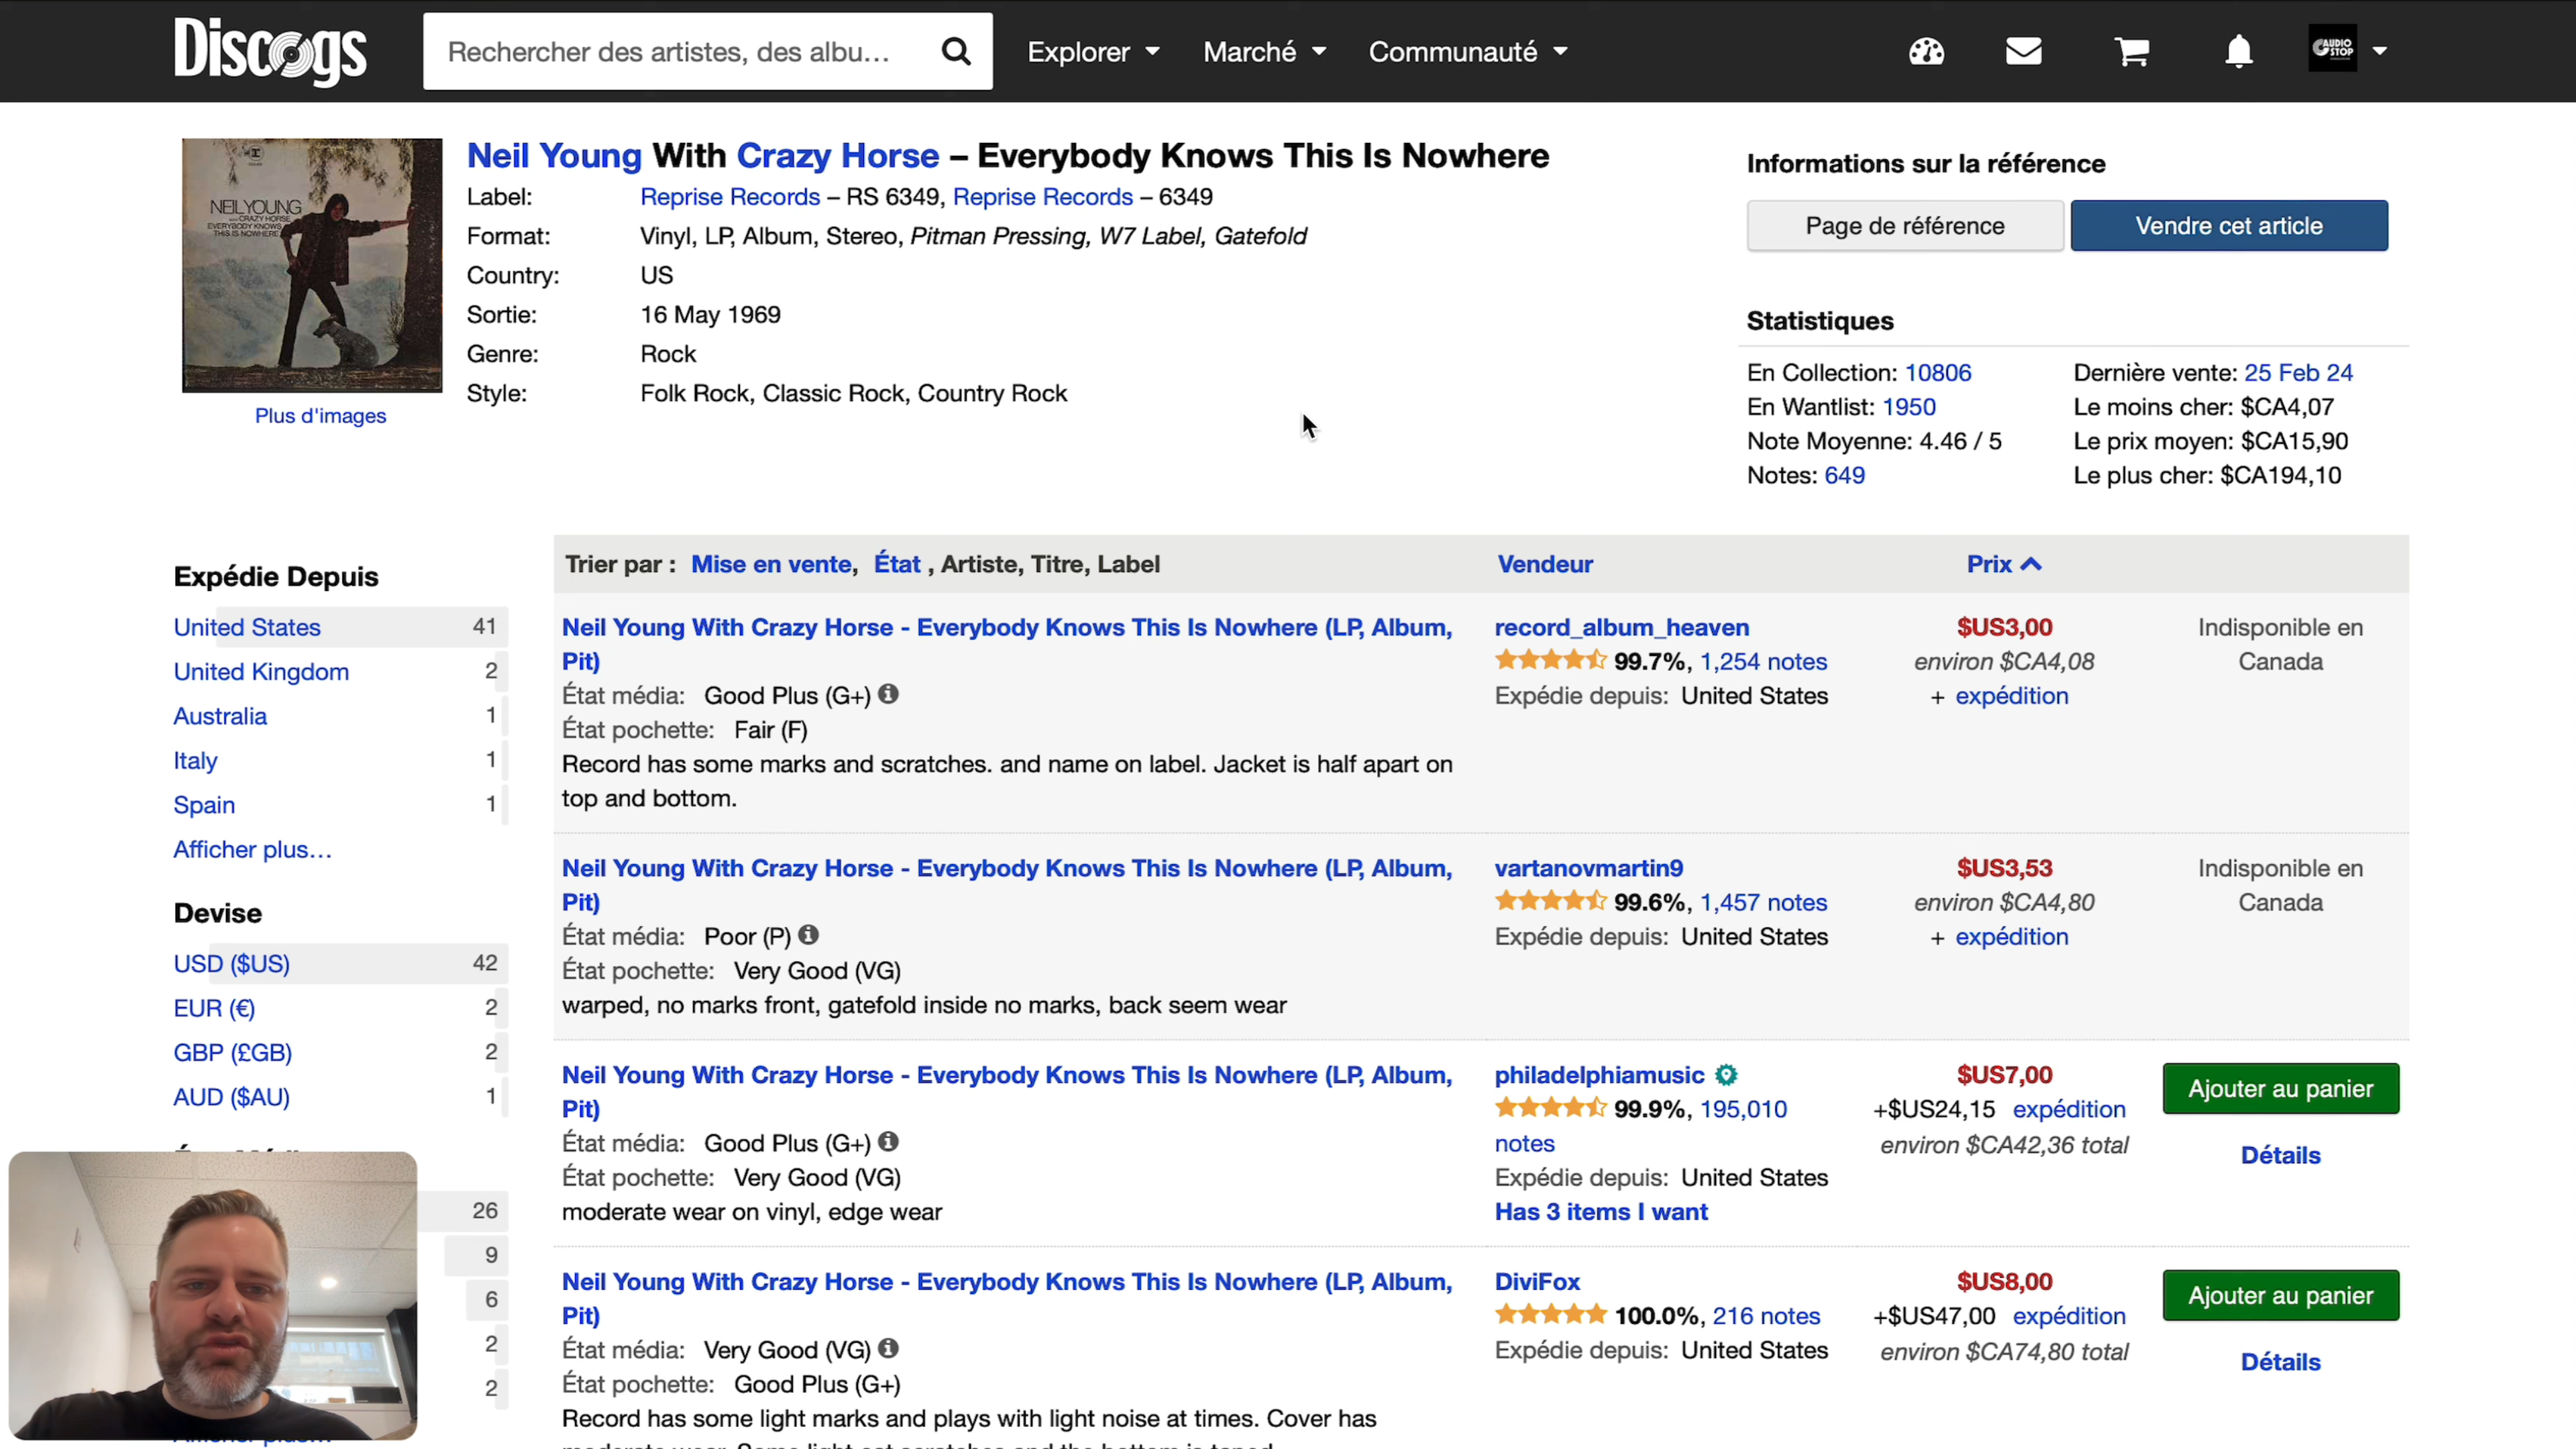 Discogs
Rechercher des artistes, des albu...
Explorer
Marché
Communauté
AUDIO
STOP
NEIL YOUNG
CRAZY HORSE
EVERYBODY KNOWS
THIS IS NOWHERE
Plus d'images
Neil Young With Crazy Horse – Everybody Knows This Is Nowhere
Label: Reprise Records – RS 6349, Reprise Records – 6349
Format: Vinyl, LP, Album, Stereo, Pitman Pressing, W7 Label, Gatefold
Country: US
Sortie: 16 May 1969
Genre: Rock
Style: Folk Rock, Classic Rock, Country Rock
Informations sur la référence
Page de référence
Vendre cet article
Statistiques
En Collection: 10806
En Wantlist: 1950
Note Moyenne: 4.46 / 5
Notes: 649
Dernière vente: 25 Feb 24
Le moins cher: $CA4,07
Le prix moyen: $CA15,90
Le plus cher: $CA194,10
Expédie Depuis
United States 41
United Kingdom 2
Australia 1
Italy 1
Spain 1
Afficher plus…
Devise
USD ($US) 42
EUR (€) 2
GBP (£GB) 2
AUD ($AU) 1
26
9
6
2
2
Trier par : Mise en vente, État , Artiste, Titre, Label
Vendeur
Prix
Neil Young With Crazy Horse - Everybody Knows This Is Nowhere (LP, Album,
Pit)
État média: Good Plus (G+)
État pochette: Fair (F)
Record has some marks and scratches. and name on label. Jacket is half apart on
top and bottom.
record_album_heaven
99.7%, 1,254 notes
Expédie depuis: United States
$US3,00
environ $CA4,08
+ expédition
Indisponible en
Canada
Neil Young With Crazy Horse - Everybody Knows This Is Nowhere (LP, Album,
Pit)
État média: Poor (P)
État pochette: Very Good (VG)
warped, no marks front, gatefold inside no marks, back seem wear
vartanovmartin9
99.6%, 1,457 notes
Expédie depuis: United States
$US3,53
environ $CA4,80
+ expédition
Indisponible en
Canada
Neil Young With Crazy Horse - Everybody Knows This Is Nowhere (LP, Album,
Pit)
État média: Good Plus (G+)
État pochette: Very Good (VG)
moderate wear on vinyl, edge wear
philadelphiamusic
99.9%, 195,010
notes
Expédie depuis: United States
Has 3 items I want
$US7,00
+$US24,15 expédition
environ $CA42,36 total
Ajouter au panier
Détails
Neil Young With Crazy Horse - Everybody Knows This Is Nowhere (LP, Album,
Pit)
État média: Very Good (VG)
État pochette: Good Plus (G+)
Record has some light marks and plays with light noise at times. Cover has
DiviFox
100.0%, 216 notes
Expédie depuis: United States
$US8,00
+$US47,00 expédition
environ $CA74,80 total
Ajouter au panier
Détails